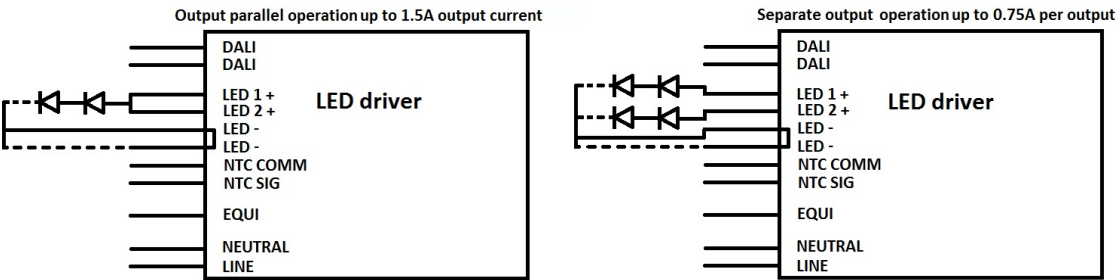 Output parallel operation up to 1.5A output current
DALI
DALI
LED 1 +
LED 2 +
LED -
LED -
NTC COMM
NTC SIG
EQUI
NEUTRAL
LINE
LED driver
Separate output operation up to 0.75A per output
DALI
DALI
LED 1 +
LED 2 +
LED -
LED -
NTC COMM
NTC SIG
EQUI
NEUTRAL
LINE
LED driver